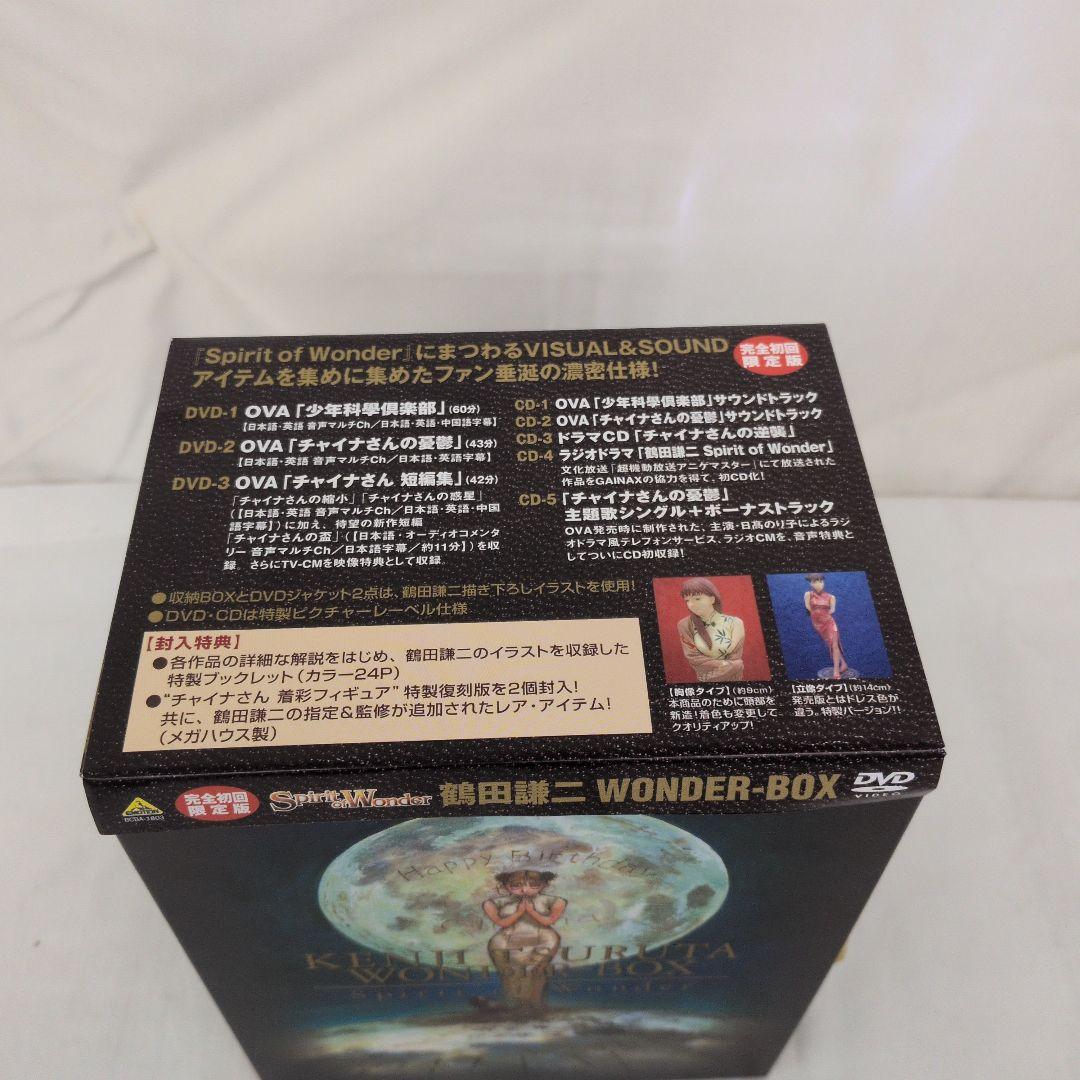 『Spirit of Wonder』にまつわるVISUAL&SOUND
アイテムを集めに集めたファン垂涎の濃密仕様!
完全初回
限定版
DVD-1 OVA「少年科學倶楽部」(60分)
【日本語・英語 音声マルチCh/日本語・英語・中国語字幕】
DVD-2 OVA「チャイナさんの憂鬱」(43分)
【日本語・英語 音声マルチCh/日本語・英語字幕】
DVD-3 OVA「チャイナさん 短編集」(42分)
「チャイナさんの縮小」「チャイナさんの惑星」
(【日本語・英語 音声マルチCh/日本語・英語・中国
語字幕】)に加え、待望の新作短編
「チャイナさんの盃」(【日本語・オーディオコメンタ
リー 音声マルチCh/日本語字幕/約11分】)を収
録。さらにTV-CMを映像特典として収録。
CD-1 OVA「少年科學倶楽部」サウンドトラック
CD-2 OVA「チャイナさんの憂鬱」サウンドトラック
CD-3 ドラマCD「チャイナさんの逆襲」
CD-4 ラジオドラマ「鶴田謙二 Spirit of Wonder」
文化放送「超機動放送アニゲマスター」にて放送された
作品をGAINAXの協力を得て、初CD化!
CD-5 「チャイナさんの憂鬱」
主題歌シングル+ボーナストラック
OVA発売時に制作された、主演・日髙のり子によるラジ
オドラマ風テレフォンサービス、ラジオCMを、音声特典と
してついにCD初収録!
●収納BOXとDVDジャケット2点は、鶴田謙二描き下ろしイラストを使用!
●DVD・CDは特製ピクチャーレーベル仕様
【封入特典】
●各作品の詳細な解説をはじめ、鶴田謙二のイラストを収録した
特製ブックレット(カラー24P)
●"チャイナさん 着彩フィギュア"特製復刻版を2個封入!
共に、鶴田謙二の指定&監修が追加されたレア・アイテム!
(メガハウス製)
【胸像タイプ】(約9cm)
本商品のために頭部を
新造!着色も変更して
クオリティアップ!
【立像タイプ】(約14cm)
発売版とはドレス色が
違う。特製バージョン!!
BCBA-1803
完全初回
限定版
Spirit of Wonder 鶴田謙二 WONDER-BOX
DVD
VIDEO
Happy Birthday
KENJI TSURUTA
WONDER BOX
Spirit of Wonder